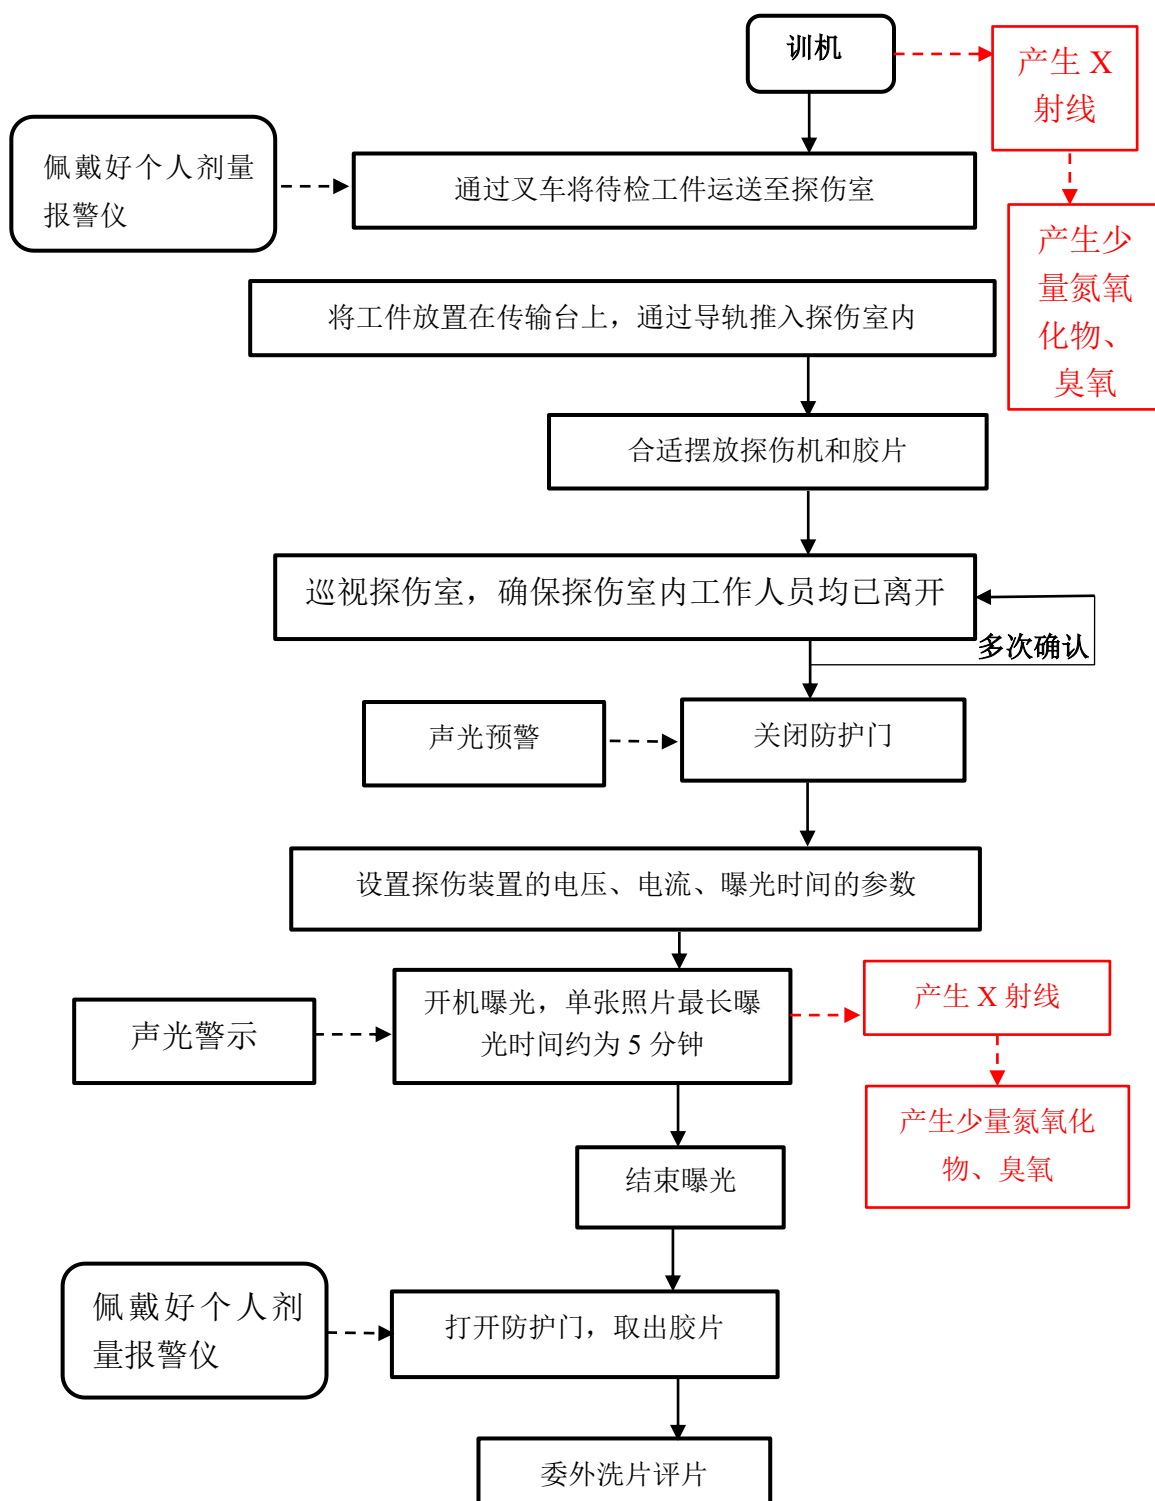 训机
产生 X
射线
佩戴好个人剂量
报警仪
通过叉车将待检工件运送至探伤室
产生少
量氮氧
化物、
臭氧
将工件放置在传输台上，通过导轨推入探伤室内
合适摆放探伤机和胶片
巡视探伤室，确保探伤室内工作人员均已离开
多次确认
声光预警
关闭防护门
设置探伤装置的电压、电流、曝光时间的参数
声光警示
开机曝光，单张照片最长曝
光时间约为 5 分钟
产生 X 射线
产生少量氮氧化
物、臭氧
结束曝光
佩戴好个人剂
量报警仪
打开防护门，取出胶片
委外洗片评片